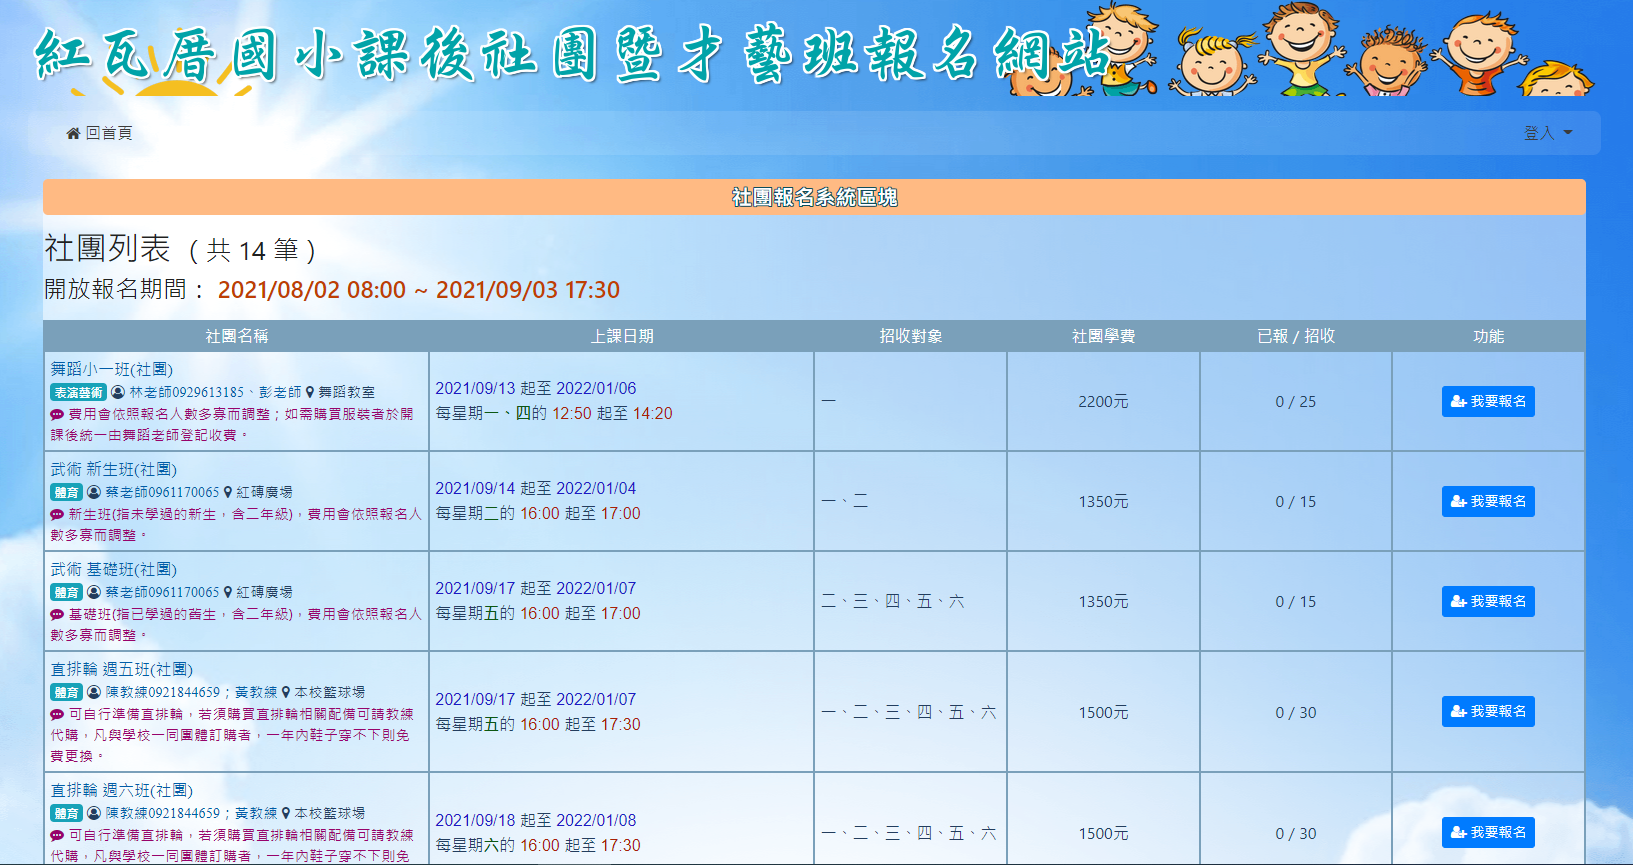 紅瓦厝國小課後社團暨才藝班報名網站
回首頁
登入
社團報名系統區塊
社團列表 ( 共 14 筆 )
開放報名期間： 2021/08/02 08:00 ~ 2021/09/03 17:30
社團名稱 上課日期 招收對象 社團學費 已報 / 招收 功能
舞蹈小一班(社團)
表演藝術 林老師0929613185、彭老師 舞蹈教室
費用會依照報名人數多寡而調整；如需購買服裝者於開
課後統一由舞蹈老師登記收費。
2021/09/13 起至 2022/01/06
每星期一、四的 12:50 起至 14:20
一
2200元
0 / 25
我要報名
武術 新生班(社團)
體育 蔡老師0961170065 紅磚廣場
新生班(指未學過的新生，含二年級)，費用會依照報名人
數多寡而調整。
2021/09/14 起至 2022/01/04
每星期二的 16:00 起至 17:00
一、二
1350元
0 / 15
我要報名
武術 基礎班(社團)
體育 蔡老師0961170065 紅磚廣場
基礎班(指已學過的舊生，含二年級)，費用會依照報名人
數多寡而調整。
2021/09/17 起至 2022/01/07
每星期五的 16:00 起至 17:00
二、三、四、五、六
1350元
0 / 15
我要報名
直排輪 週五班(社團)
體育 陳教練0921844659；黃教練 本校籃球場
可自行準備直排輪，若須購買直排輪相關配備可請教練
代購，凡與學校一同團體訂購者，一年內鞋子穿不下則免
費更換。
2021/09/17 起至 2022/01/07
每星期五的 16:00 起至 17:30
一、二、三、四、五、六
1500元
0 / 30
我要報名
直排輪 週六班(社團)
體育 陳教練0921844659；黃教練 本校籃球場
可自行準備直排輪，若須購買直排輪相關配備可請教練
代購，凡與學校一同團體訂購者，一年內鞋子穿不下則免
2021/09/18 起至 2022/01/08
每星期六的 16:00 起至 17:30
一、二、三、四、五、六
1500元
0 / 30
我要報名